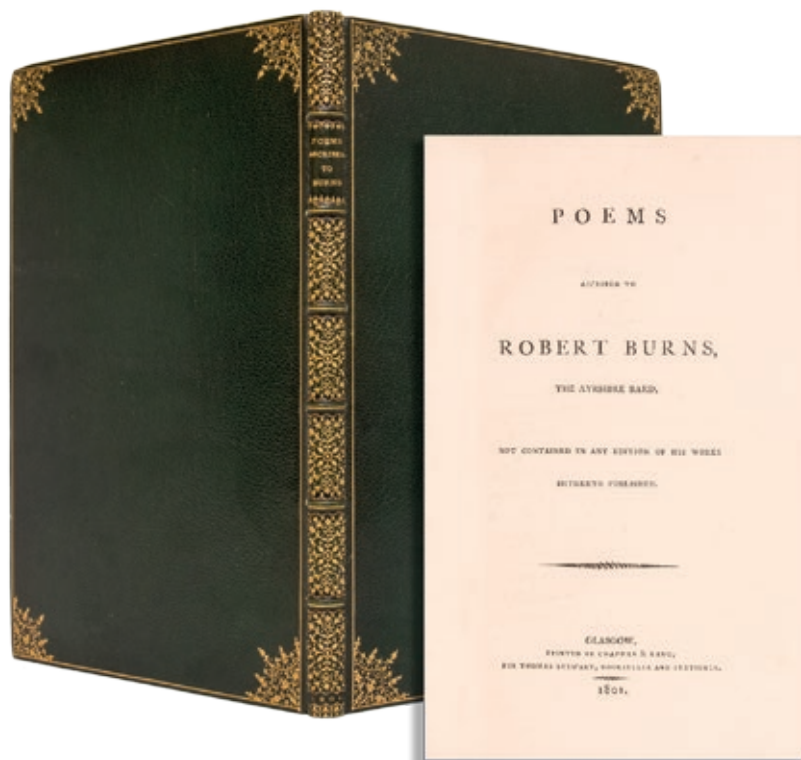 POEMS
ASCRIBED
TO
BURNS
POEMS
ASCRIBED TO
ROBERT BURNS,
THE AYRSHIRE BARD,
NOT CONTAINED IN ANY EDITION OF HIS WORKS
HITHERTO PUBLISHED.
GLASGOW,
PRINTED BY CHAPMAN & LANG,
FOR THOMAS STEWART, BOOKSELLER AND STATIONER.
1801.